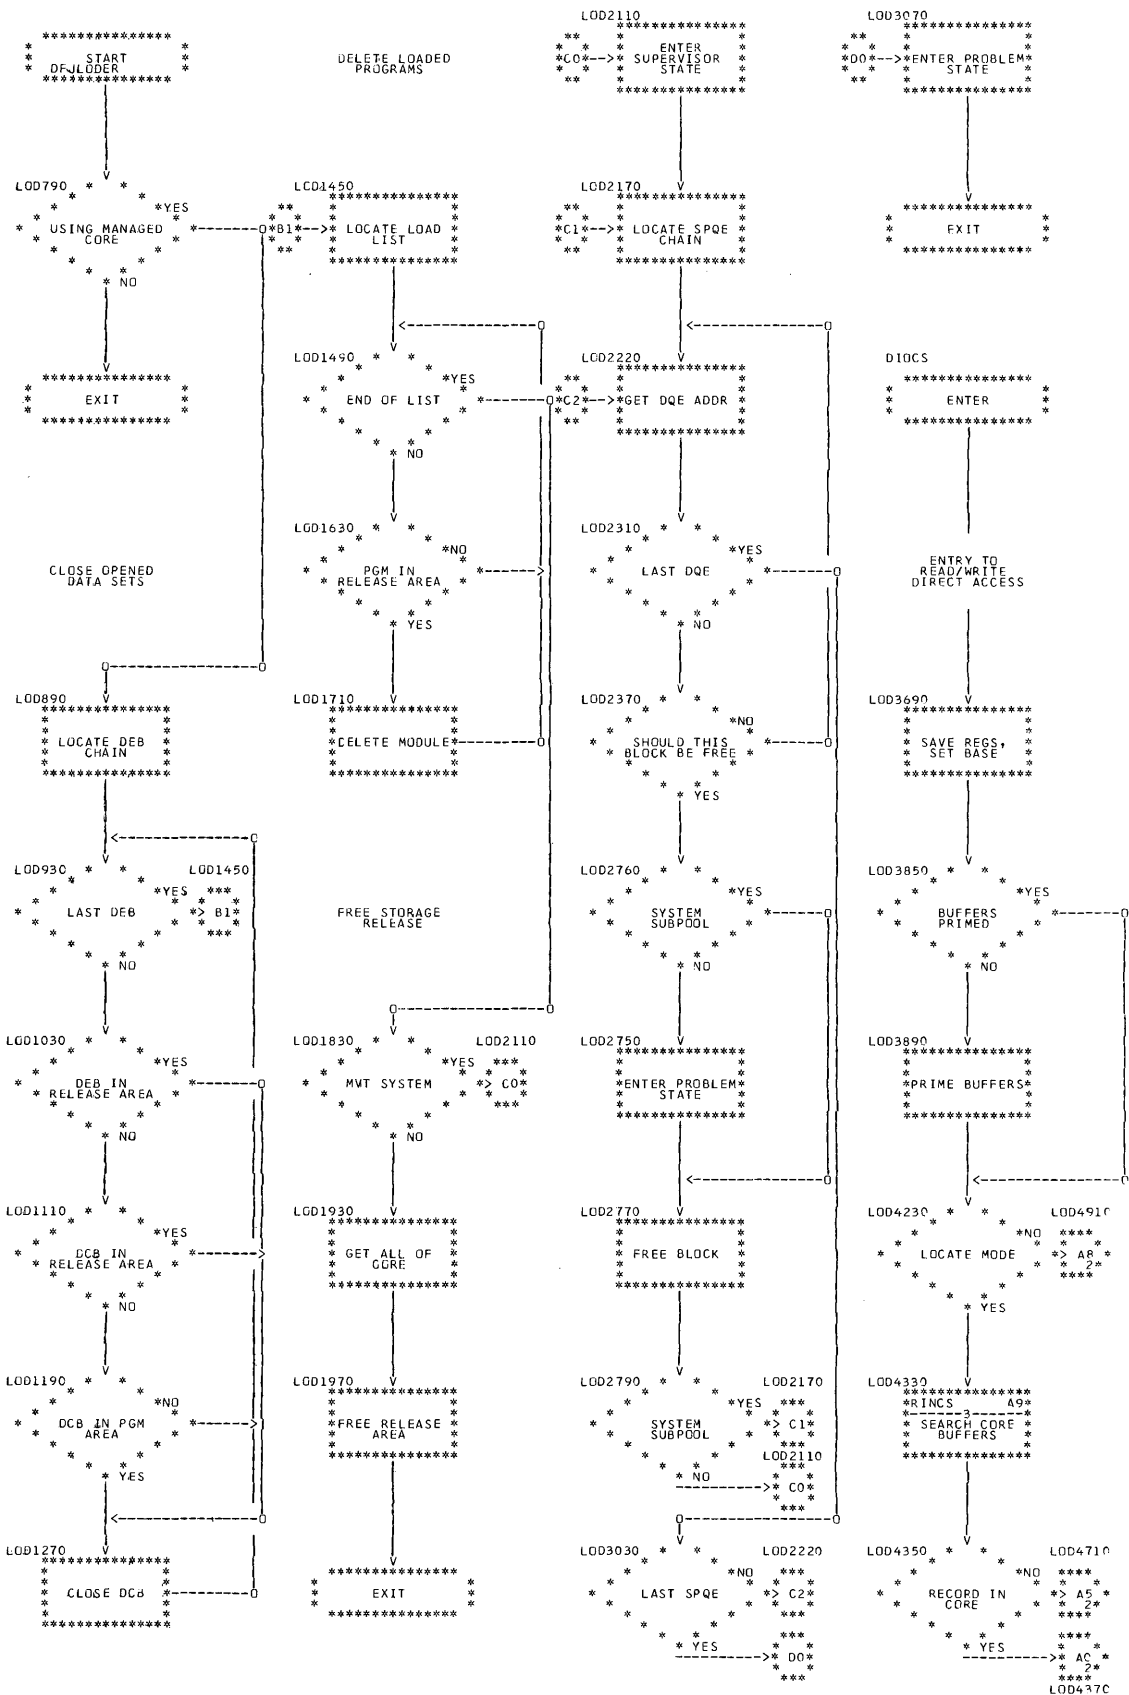 START
DFJLODER
LOD790
USING MANAGED
CORE
YES
NO
EXIT
CLOSE OPENED
DATA SETS
LOD890
LOCATE DEB
CHAIN
LOD930
LAST DEB
YES
LOD1450
B1
NO
LOD1030
DEB IN
RELEASE AREA
YES
NO
LOD1110
DCB IN
RELEASE AREA
YES
NO
LOD1190
DCB IN PGM
AREA
NO
YES
LOD1270
CLOSE DCB
DELETE LOADED
PROGRAMS
LOD1450
B1
LOCATE LOAD
LIST
LOD1490
END OF LIST
YES
NO
LOD1630
PGM IN
RELEASE AREA
NO
YES
LOD1710
DELETE MODULE
FREE STORAGE
RELEASE
LOD1830
MVT SYSTEM
YES
LOD2110
C0
NO
LOD1930
GET ALL OF
CORE
LOD1970
FREE RELEASE
AREA
EXIT
LOD2110
C0
ENTER
SUPERVISOR
STATE
LOD2170
C1
LOCATE SPQE
CHAIN
LOD2220
C2
GET DQE ADDR
LOD2310
LAST DQE
YES
NO
LOD2370
SHOULD THIS
BLOCK BE FREE
NO
YES
LOD2760
SYSTEM
SUBPOOL
YES
NO
LOD2750
ENTER PROBLEM
STATE
LOD2770
FREE BLOCK
LOD2790
SYSTEM
SUBPOOL
YES
LOD2170
C1
NO
LOD2110
C0
LOD3030
LAST SPQE
NO
LOD2220
C2
YES
D0
LOD3070
D0
ENTER PROBLEM
STATE
EXIT
DIOCS
ENTER
ENTRY TO
READ/WRITE
DIRECT ACCESS
LOD3690
SAVE REGS,
SET BASE
LOD3850
BUFFERS
PRIMED
YES
NO
LOD3890
PRIME BUFFERS
LOD4230
LOCATE MODE
NO
LOD4910
A8
2
YES
LOD4330
RINCS A9
3
SEARCH CORE
BUFFERS
LOD4350
RECORD IN
CORE
NO
LOD4710
A5
2
YES
A0
2
LOD4370